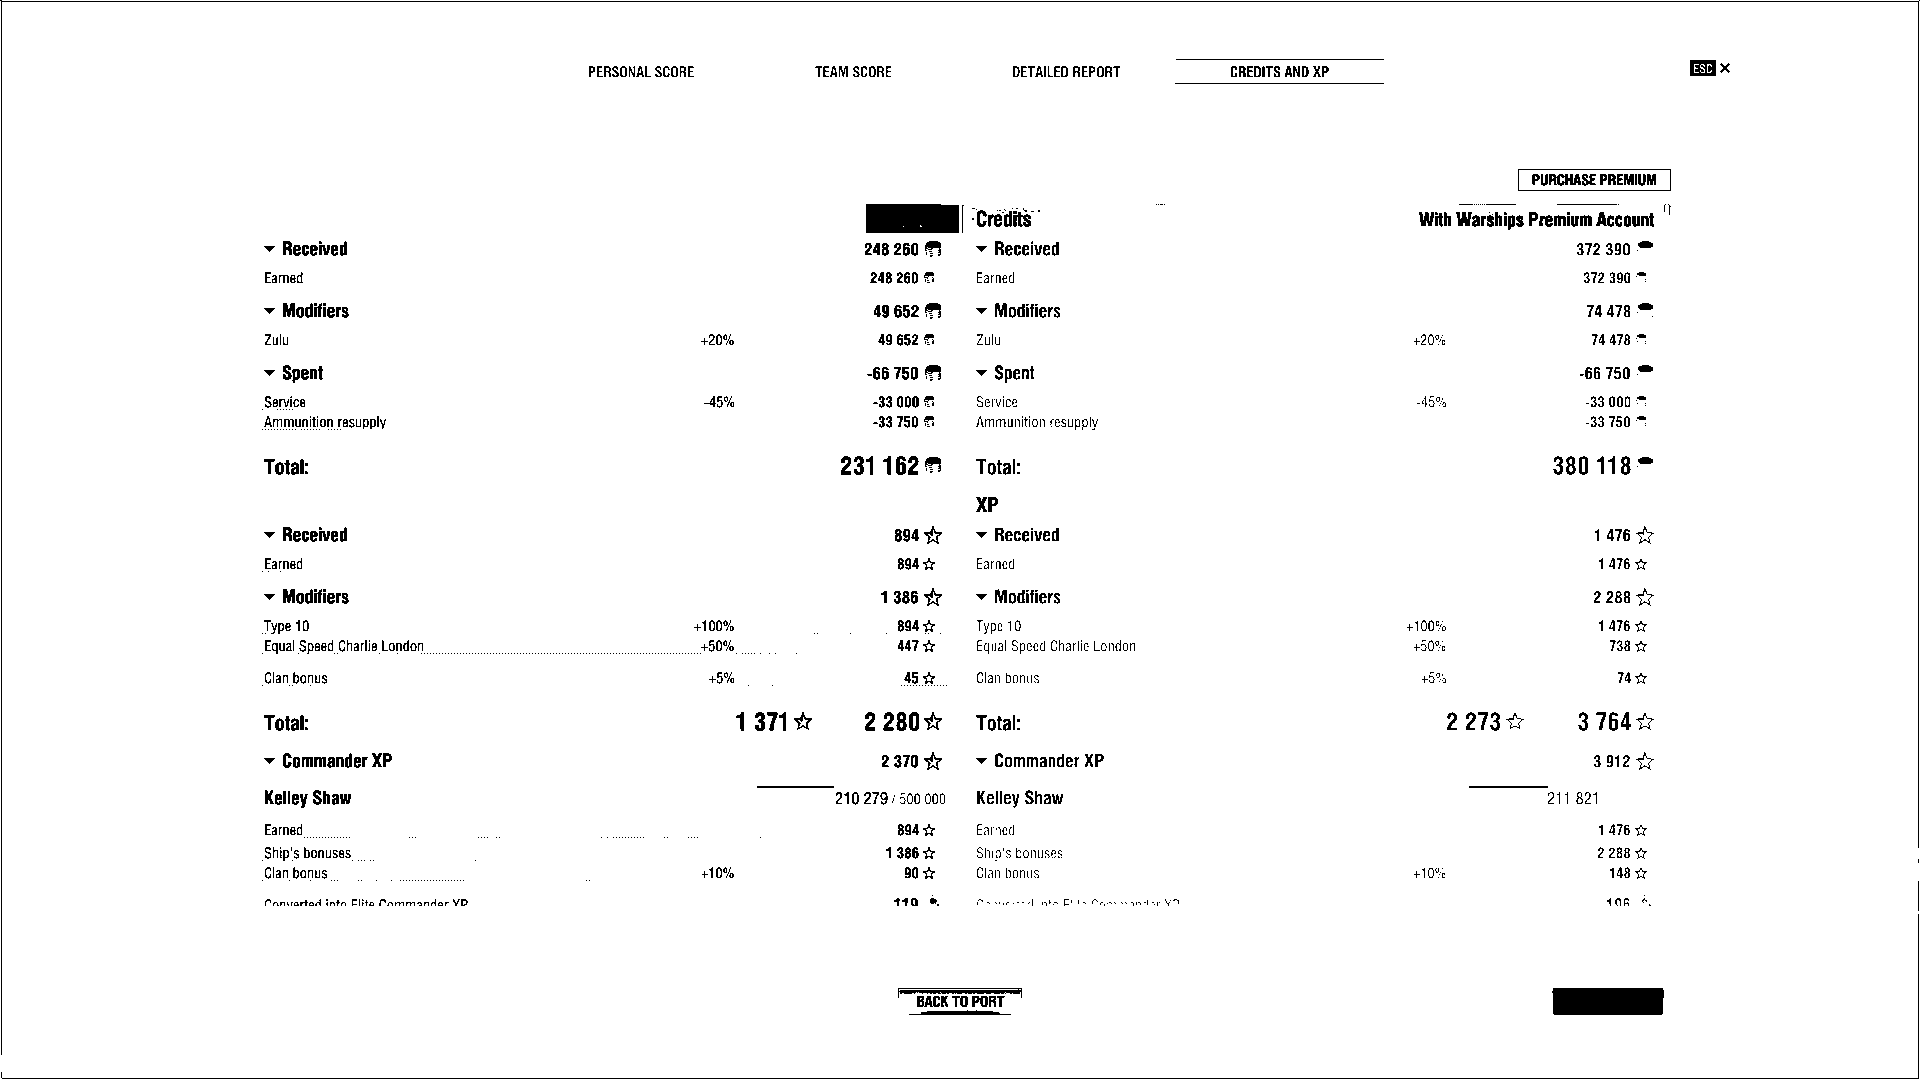 PERSONAL SCORE TEAM SCORE DETAILED REPORT CREDITS AND XP ESC ×
PURCHASE PREMIUM
Credits With Warships Premium Account
Received 248 260 Received 372 390
Earned 248 260 Earned 372 390
Modifiers 49 652 Modifiers 74 478
Zulu +20% 49 652 Zulu +20% 74 478
Spent -66 750 Spent -66 750
Service -45% -33 000 Service -45% -33 000
Ammunition resupply -33 750 Ammunition resupply -33 750
Total: 231 162 Total: 380 118
XP
Received 894 Received 1 476
Earned 894 Earned 1 476
Modifiers 1 386 Modifiers 2 288
Type 10 +100% 894 Type 10 +100% 1 476
Equal Speed Charlie London +50% 447 Equal Speed Charlie London +50% 738
Clan bonus +5% 45 Clan bonus +5% 74
Total: 1 371 2 280 Total: 2 273 3 764
Commander XP 2 370 Commander XP 3 912
Kelley Shaw 210 279 / 500 000 Kelley Shaw 211 821
Earned 894 Earned 1 476
Ship's bonuses 1 386 Ship's bonuses 2 288
Clan bonus +10% 90 Clan bonus +10% 148
Converted into Elite Commander XP 119 Converted into Elite Commander XP 196
BACK TO PORT